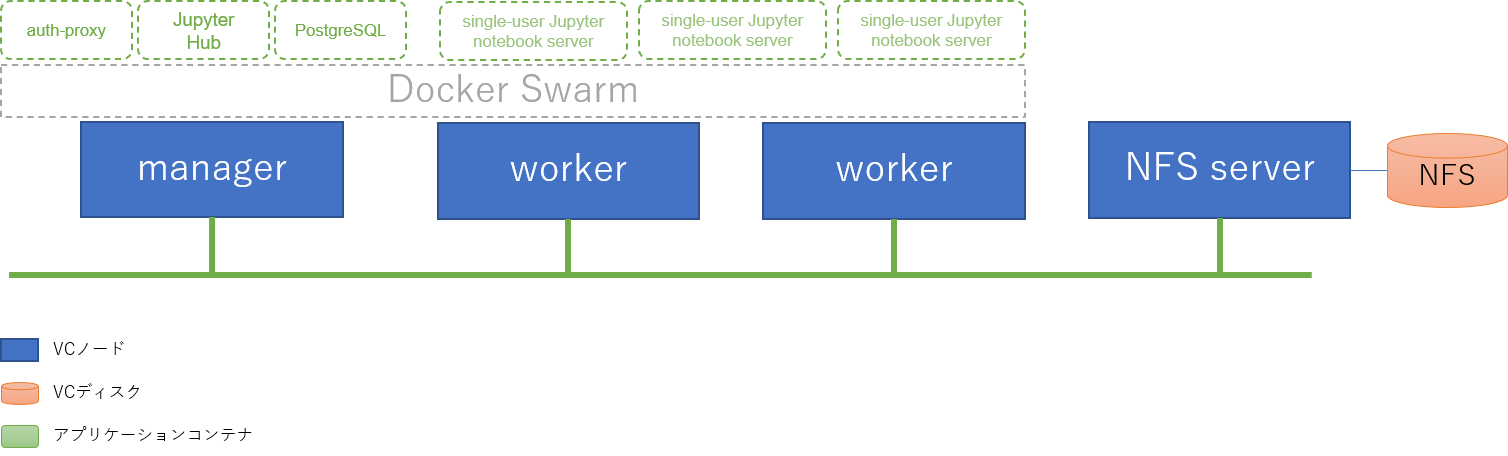 auth-proxy
Jupyter
Hub
PostgreSQL
single-user Jupyter
notebook server
single-user Jupyter
notebook server
single-user Jupyter
notebook server
Docker Swarm
manager
worker
worker
NFS server
NFS
VCノード
VCディスク
アプリケーションコンテナ